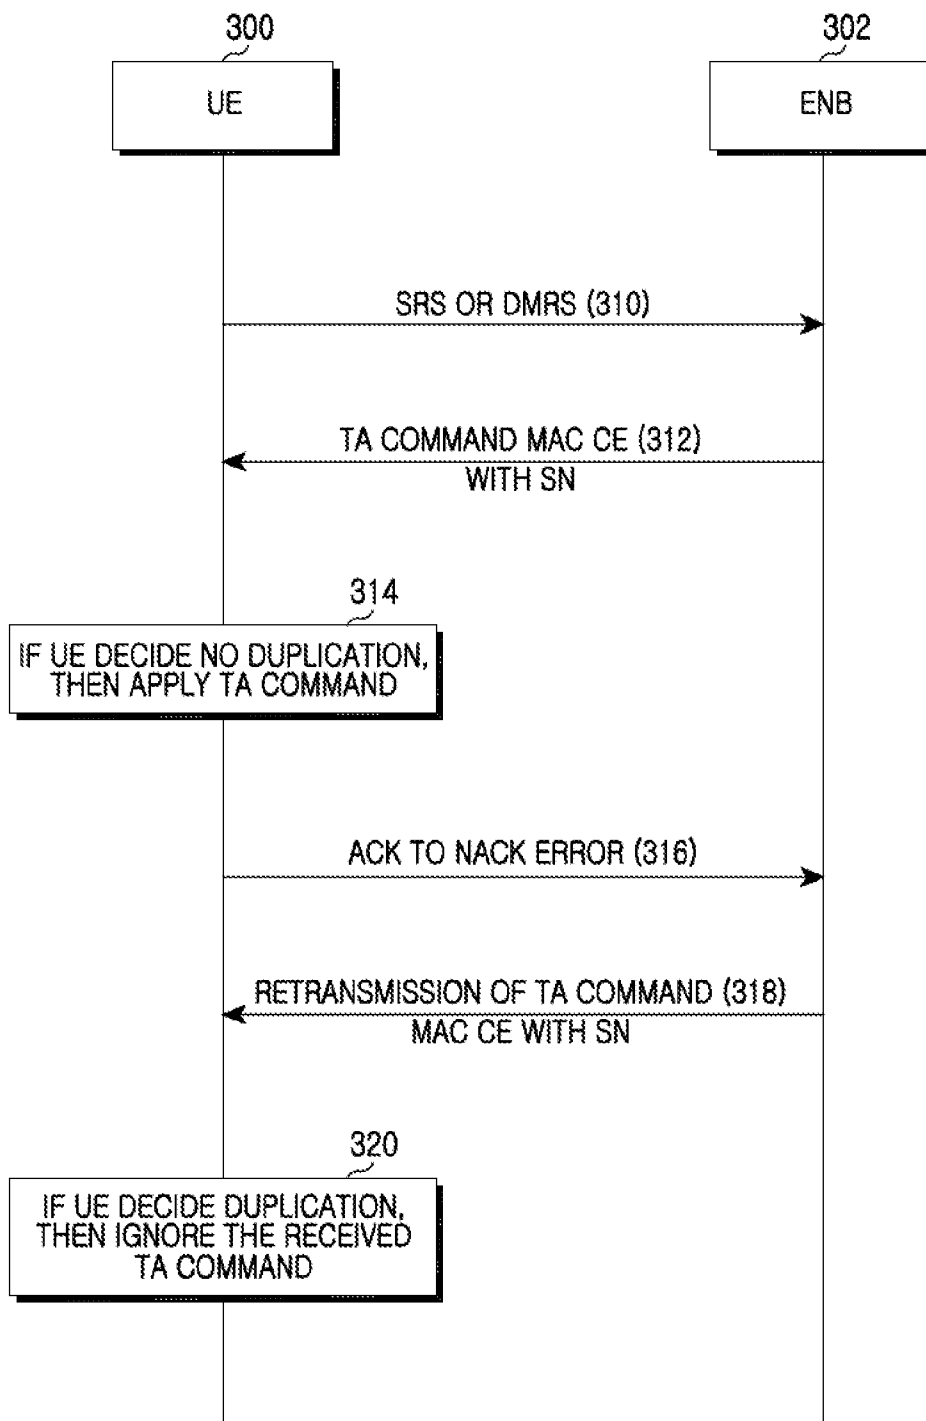 300
302
UE
ENB
SRS OR DMRS (310)
TA COMMAND MAC CE (312)
WITH SN
314
IF UE DECIDE NO DUPLICATION,
THEN APPLY TA COMMAND
ACK TO NACK ERROR (316)
RETRANSMISSION OF TA COMMAND (318)
MAC CE WITH SN
320
IF UE DECIDE DUPLICATION,
THEN IGNORE THE RECEIVED
TA COMMAND